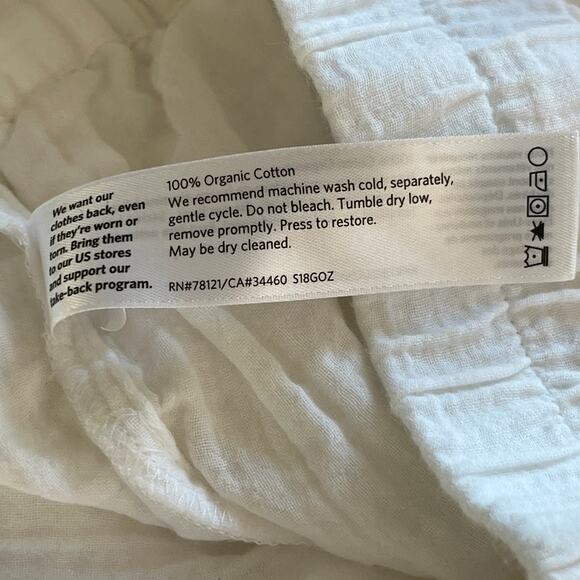 We want our
clothes back, even
if they're worn or
torn. Bring them
to our US stores
and support our
take-back program.
100% Organic Cotton
We recommend machine wash cold, separately,
gentle cycle. Do not bleach. Tumble dry low,
remove promptly. Press to restore.
May be dry cleaned.
RN#78121/CA#34460 S18GOZ